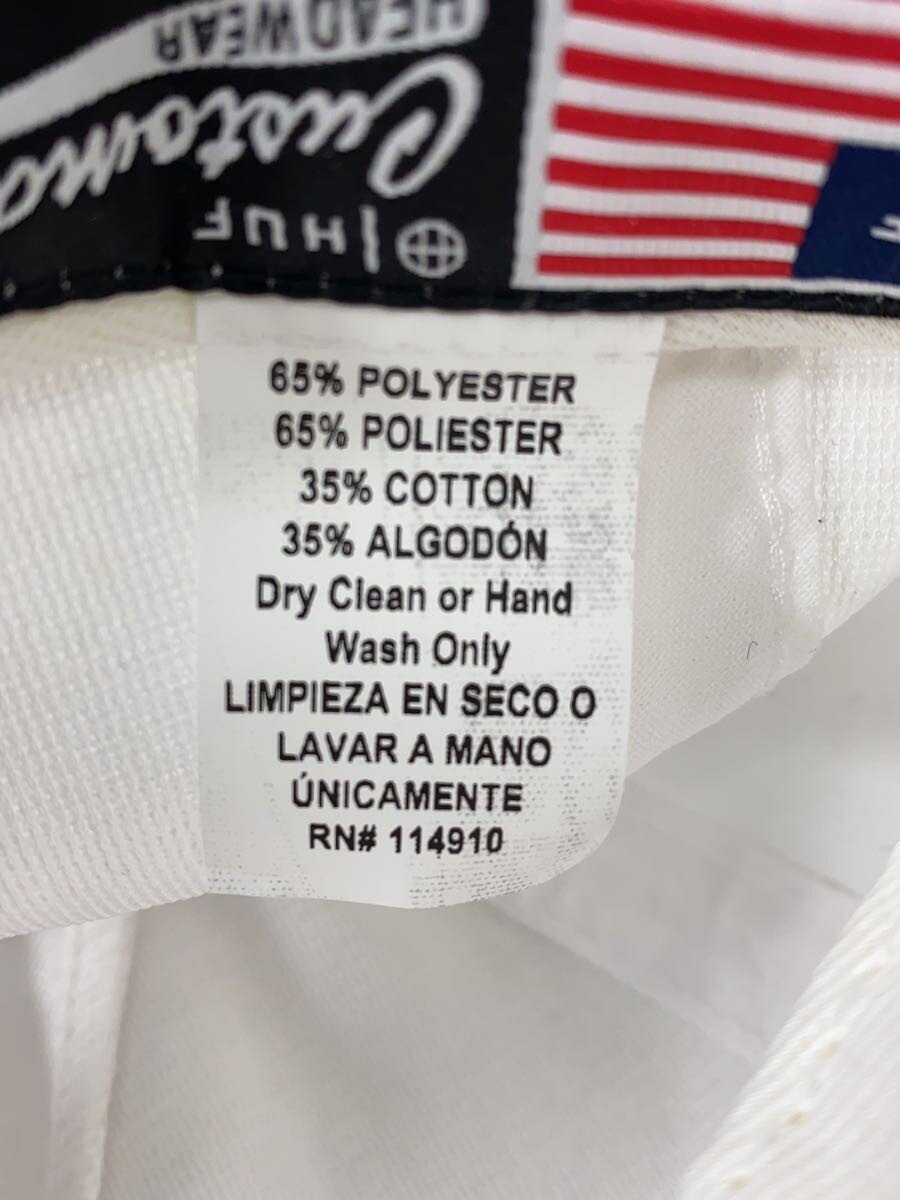 HEADWEAR
HUF
65% POLYESTER
65% POLIESTER
35% COTTON
35% ALGODÓN
Dry Clean or Hand
Wash Only
LIMPIEZA EN SECO O
LAVAR A MANO
ÚNICAMENTE
RN# 114910